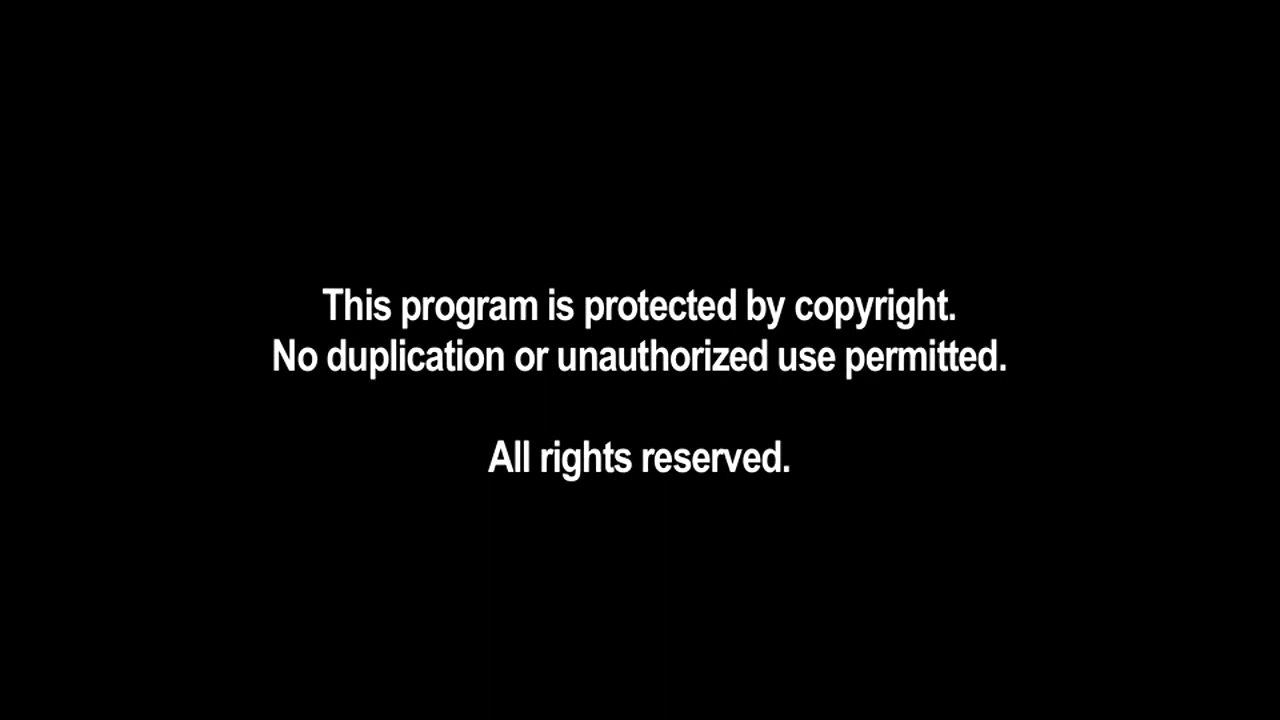 This program is protected by copyright.
No duplication or unauthorized use permitted.
All rights reserved.